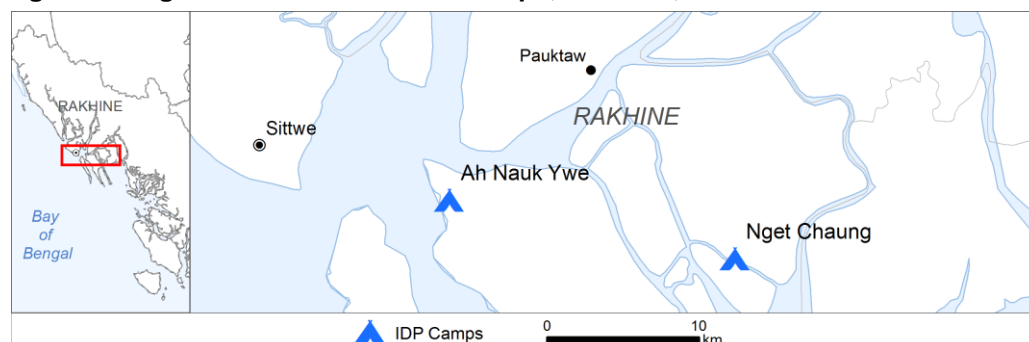 RAKHINE
Bay
of
Bengal
Pauktaw
RAKHINE
Sittwe
Ah Nauk Ywe
Nget Chaung
IDP Camps
0
10
km